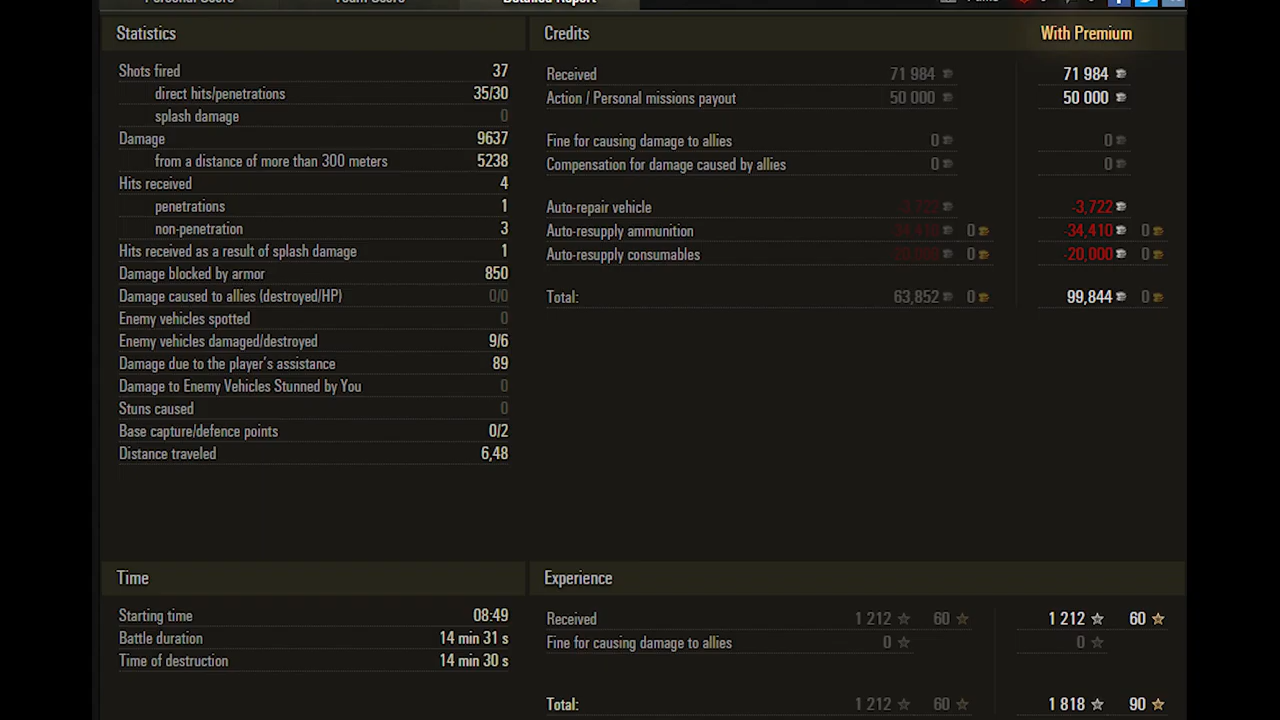 Detailed Report
Statistics
Shots fired 37
direct hits/penetrations 35/30
splash damage 0
Damage 9637
from a distance of more than 300 meters 5238
Hits received 4
penetrations 1
non-penetration 3
Hits received as a result of splash damage 1
Damage blocked by armor 850
Damage caused to allies (destroyed/HP) 0/0
Enemy vehicles spotted 0
Enemy vehicles damaged/destroyed 9/6
Damage due to the player's assistance 89
Damage to Enemy Vehicles Stunned by You 0
Stuns caused 0
Base capture/defence points 0/2
Distance traveled 6,48
Credits With Premium
Received 71 984 71 984
Action / Personal missions payout 50 000 50 000
Fine for causing damage to allies 0 0
Compensation for damage caused by allies 0 0
Auto-repair vehicle -3,722 -3,722
Auto-resupply ammunition -34,410 0 -34,410 0
Auto-resupply consumables -20,000 0 -20,000 0
Total: 63,852 0 99,844 0
Time
Starting time 08:49
Battle duration 14 min 31 s
Time of destruction 14 min 30 s
Experience
Received 1 212 60 1 212 60
Fine for causing damage to allies 0 0
Total: 1 212 60 1 818 90